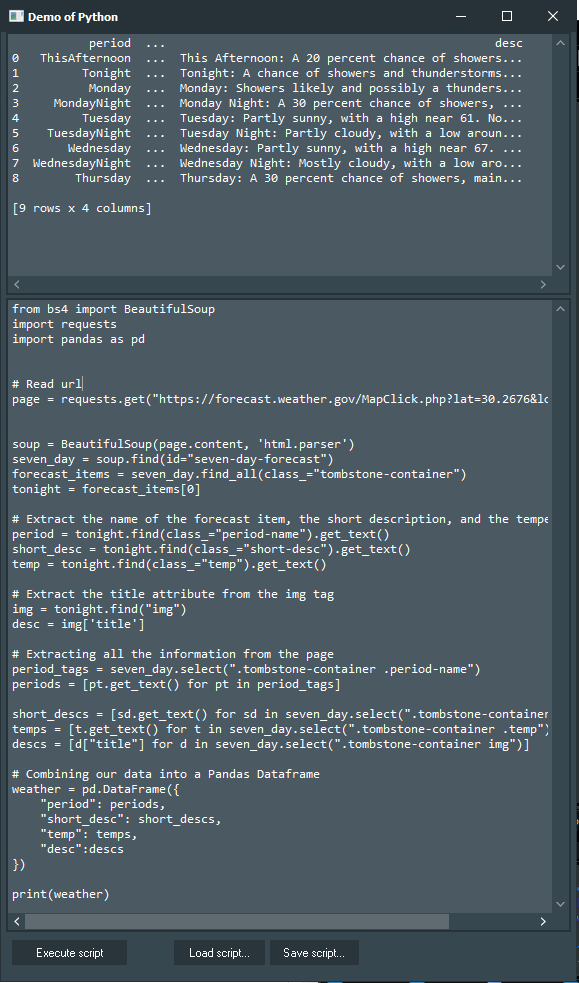 Demo of Python
period ... desc
0 ThisAfternoon ... This Afternoon: A 20 percent chance of showers...
1 Tonight ... Tonight: A chance of showers and thunderstorms...
2 Monday ... Monday: Showers likely and possibly a thunders...
3 MondayNight ... Monday Night: A 30 percent chance of showers, ...
4 Tuesday ... Tuesday: Partly sunny, with a high near 61. No...
5 TuesdayNight ... Tuesday Night: Partly cloudy, with a low aroun...
6 Wednesday ... Wednesday: Partly sunny, with a high near 67. ...
7 WednesdayNight ... Wednesday Night: Mostly cloudy, with a low aro...
8 Thursday ... Thursday: A 30 percent chance of showers, main...
[9 rows x 4 columns]
from bs4 import BeautifulSoup
import requests
import pandas as pd
# Read url
page = requests.get("https://forecast.weather.gov/MapClick.php?lat=30.2676&lo
soup = BeautifulSoup(page.content, 'html.parser')
seven_day = soup.find(id="seven-day-forecast")
forecast_items = seven_day.find_all(class_="tombstone-container")
tonight = forecast_items[0]
# Extract the name of the forecast item, the short description, and the tempe
period = tonight.find(class_="period-name").get_text()
short_desc = tonight.find(class_="short-desc").get_text()
temp = tonight.find(class_="temp").get_text()
# Extract the title attribute from the img tag
img = tonight.find("img")
desc = img['title']
# Extracting all the information from the page
period_tags = seven_day.select(".tombstone-container .period-name")
periods = [pt.get_text() for pt in period_tags]
short_descs = [sd.get_text() for sd in seven_day.select(".tombstone-container
temps = [t.get_text() for t in seven_day.select(".tombstone-container .temp")
descs = [d["title"] for d in seven_day.select(".tombstone-container img")]
# Combining our data into a Pandas Dataframe
weather = pd.DataFrame({
    "period": periods,
    "short_desc": short_descs,
    "temp": temps,
    "desc":descs
})
print(weather)
Execute script Load script... Save script...